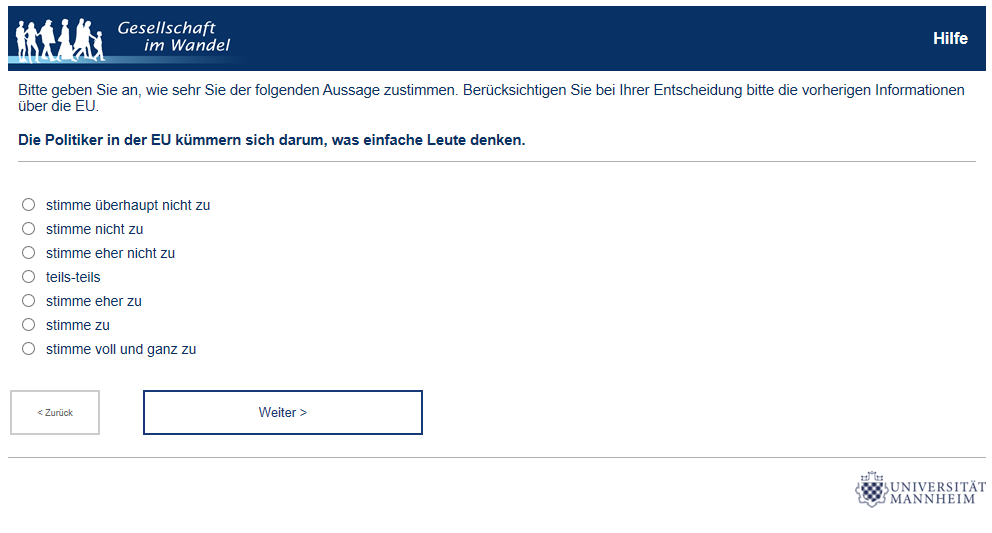 Gesellschaft
im Wandel
Hilfe
Bitte geben Sie an, wie sehr Sie der folgenden Aussage zustimmen. Berücksichtigen Sie bei Ihrer Entscheidung bitte die vorherigen Informationen
über die EU.
Die Politiker in der EU kümmern sich darum, was einfache Leute denken.
stimme überhaupt nicht zu
stimme nicht zu
stimme eher nicht zu
teils-teils
stimme eher zu
stimme zu
stimme voll und ganz zu
< Zurück
Weiter >
UNIVERSITÄT
MANNHEIM